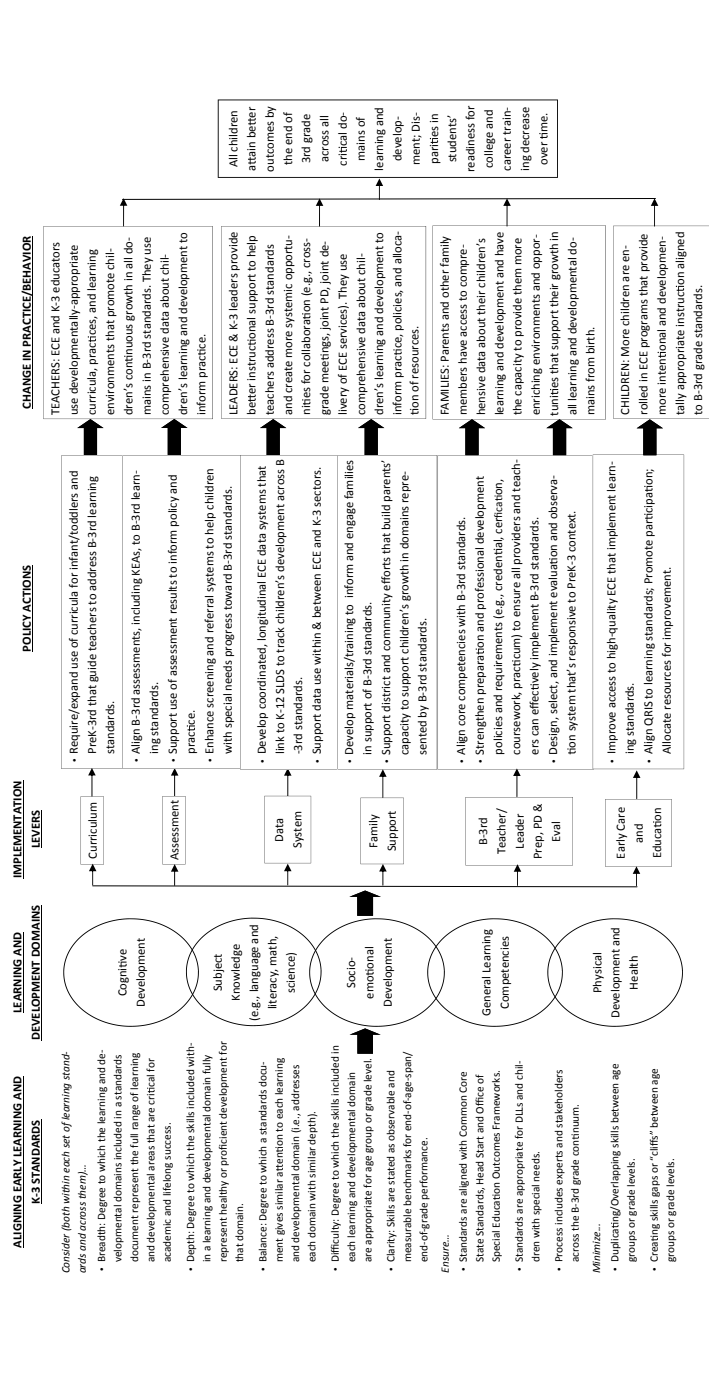 ALIGNING EARLY LEARNING AND
K-3 STANDARDS
Consider (both within each set of learning stand-
ards and across them)...
• Breadth: Degree to which the learning and de-
velopmental domains included in a standards
document represent the full range of learning
and developmental areas that are critical for
academic and lifelong success.
• Depth: Degree to which the skills included with-
in a learning and developmental domain fully
represent healthy or proficient development for
that domain.
• Balance: Degree to which a standards docu-
ment gives similar attention to each learning
and developmental domain (i.e., addresses
each domain with similar depth).
• Difficulty: Degree to which the skills included in
each learning and developmental domain
are appropriate for age group or grade level.
• Clarity: Skills are stated as observable and
measurable benchmarks for end-of-age-span/
end-of-grade performance.
Ensure...
• Standards are aligned with Common Core
State Standards, Head Start and Office of
Special Education Outcomes Frameworks.
• Standards are appropriate for DLLs and chil-
dren with special needs.
• Process includes experts and stakeholders
across the B-3rd grade continuum.
Minimize...
• Duplicating/Overlapping skills between age
groups or grade levels.
• Creating skills gaps or "cliffs" between age
groups or grade levels.
LEARNING AND
DEVELOPMENT DOMAINS
Cognitive
Development
Subject
Knowledge
(e.g., language and
literacy, math,
science)
Socio-
emotional
Development
General Learning
Competencies
Physical
Development and
Health
IMPLEMENTATION
LEVERS
Curriculum
Assessment
Data
System
Family
Support
B-3rd
Teacher/
Leader
Prep, PD &
Eval
Early Care
and
Education
POLICY ACTIONS
• Require/expand use of curricula for infant/toddlers and
PreK-3rd that guide teachers to address B-3rd learning
standards.
• Align B-3rd assessments, including KEAs, to B-3rd learn-
ing standards.
• Support use of assessment results to inform policy and
practice.
• Enhance screening and referral systems to help children
with special needs progress toward B-3rd standards.
• Develop coordinated, longitudinal ECE data systems that
link to K-12 SLDS to track children's development across B
-3rd standards.
• Support data use within & between ECE and K-3 sectors.
• Develop materials/training to inform and engage families
in support of B-3rd standards.
• Support district and community efforts that build parents'
capacity to support children's growth in domains repre-
sented by B-3rd standards.
• Align core competencies with B-3rd standards.
• Strengthen preparation and professional development
policies and requirements (e.g., credential, cerfication,
coursework, practicum) to ensure all providers and teach-
ers can effectively implement B-3rd standards.
• Design, select, and implement evaluation and observa-
tion system that's responsive to PreK-3 context.
• Improve access to high-quality ECE that implement learn-
ing standards.
• Align QRIS to learning standards; Promote participation;
Allocate resources for improvement.
CHANGE IN PRACTICE/BEHAVIOR
TEACHERS: ECE and K-3 educators
use developmentally-appropriate
curricula, practices, and learning
environments that promote chil-
dren's continuous growth in all do-
mains in B-3rd standards. They use
comprehensive data about chil-
dren's learning and development to
inform practice.
LEADERS: ECE & K-3 leaders provide
better instructional support to help
teachers address B-3rd standards
and create more systemic opportu-
nities for collaboration (e.g., cross-
grade meetings, joint PD, joint de-
livery of ECE services). They use
comprehensive data about chil-
dren's learning and development to
inform practice, policies, and alloca-
tion of resources.
FAMILIES: Parents and other family
members have access to compre-
hensive data about their children's
learning and development and have
the capacity to provide them more
enriching environments and oppor-
tunities that support their growth in
all learning and developmental do-
mains from birth.
CHILDREN: More children are en-
rolled in ECE programs that provide
more intentional and developmen-
tally appropriate instruction aligned
to B-3rd grade standards.
All children
attain better
outcomes by
the end of
3rd grade
across all
critical do-
mains of
learning and
develop-
ment; Dis-
parities in
students'
readiness for
college and
career train-
ing decrease
over time.